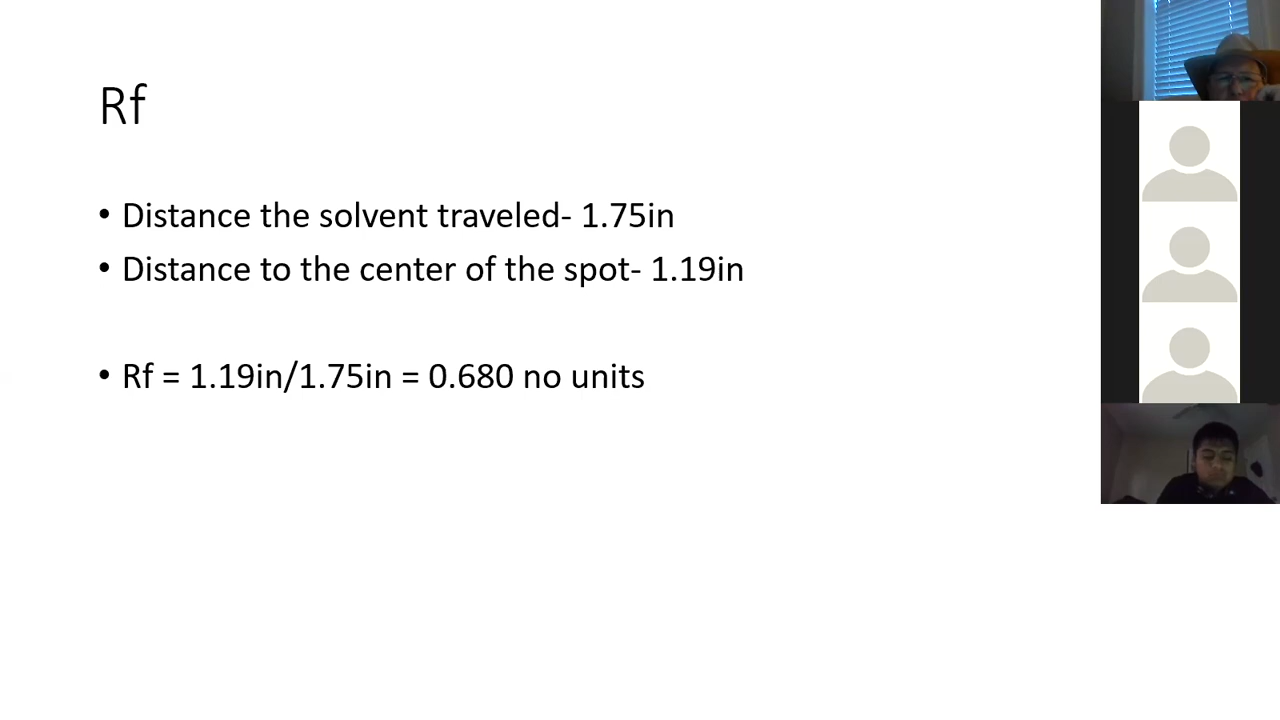 Rf
• Distance the solvent traveled- 1.75in
• Distance to the center of the spot- 1.19in
• Rf = 1.19in/1.75in = 0.680 no units